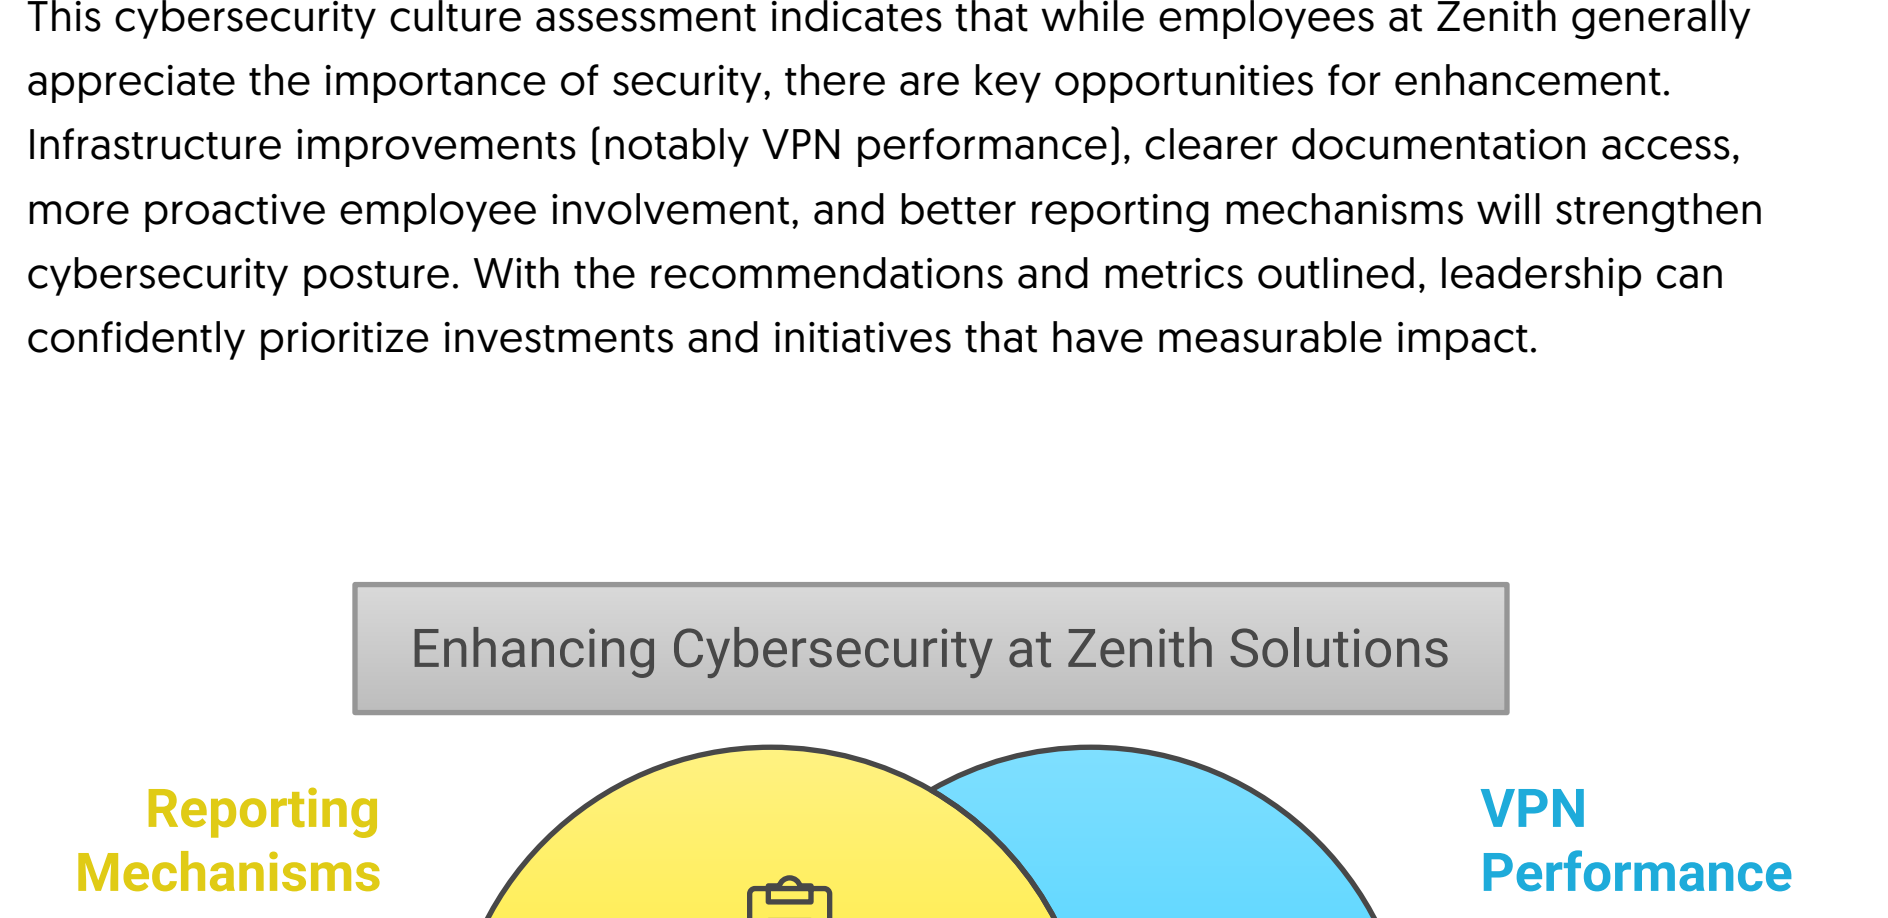 This cybersecurity culture assessment indicates that while employees at Zenith generally
appreciate the importance of security, there are key opportunities for enhancement.
Infrastructure improvements (notably VPN performance), clearer documentation access,
more proactive employee involvement, and better reporting mechanisms will strengthen
cybersecurity posture. With the recommendations and metrics outlined, leadership can
confidently prioritize investments and initiatives that have measurable impact.
Enhancing Cybersecurity at Zenith Solutions
Reporting
Mechanisms
VPN
Performance